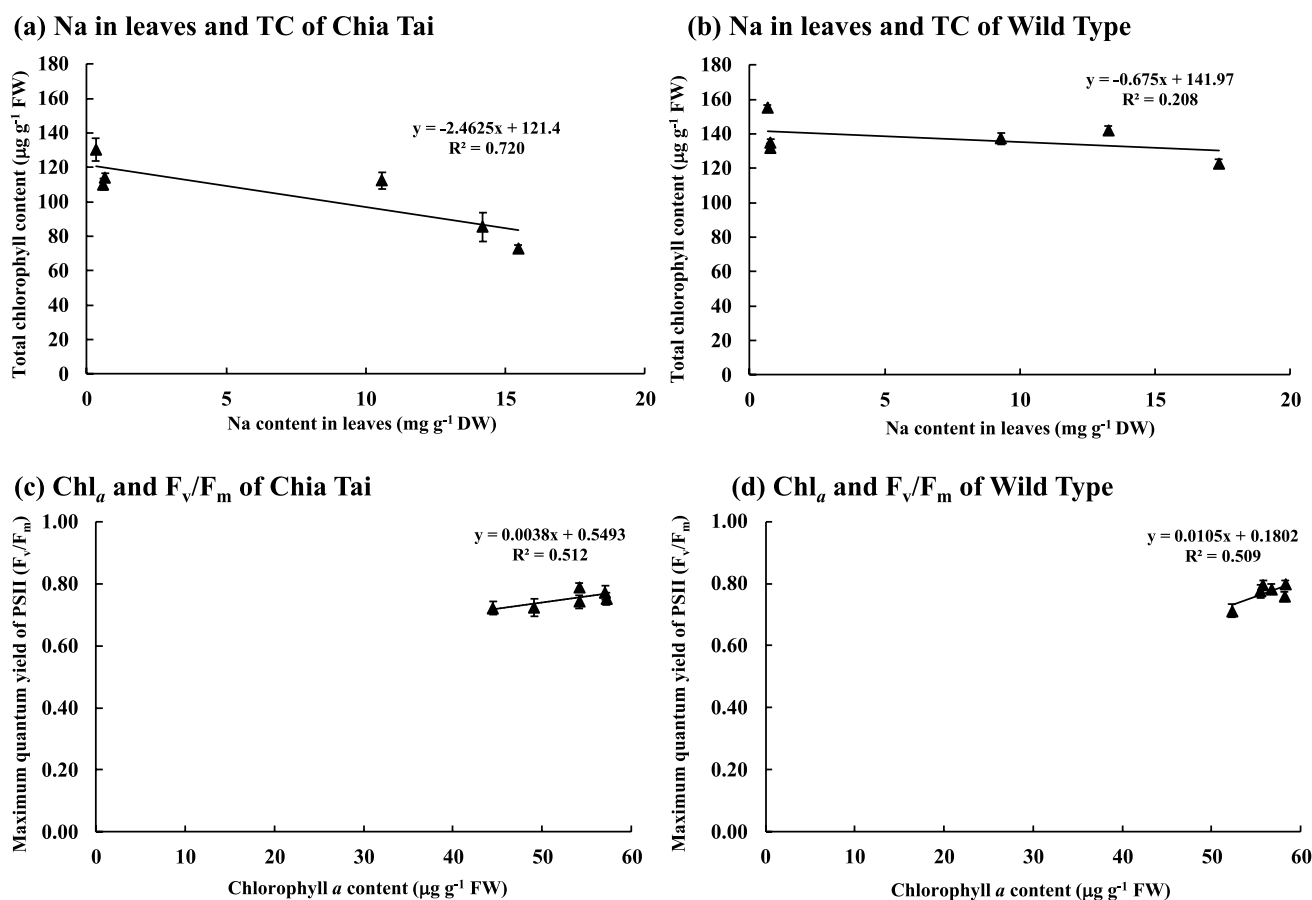 (a) Na in leaves and TC of Chia Tai
Total chlorophyll content (µg g⁻¹ FW)
180
160
140
120
100
80
60
40
20
0
y = -2.4625x + 121.4
R² = 0.720
0 5 10 15 20
Na content in leaves (mg g⁻¹ DW)
(b) Na in leaves and TC of Wild Type
Total chlorophyll content (µg g⁻¹ FW)
180
160
140
120
100
80
60
40
20
0
y = -0.675x + 141.97
R² = 0.208
0 5 10 15 20
Na content in leaves (mg g⁻¹ DW)
(c) Chlₐ and Fᵥ/Fₘ of Chia Tai
Maximum quantum yield of PSII (Fᵥ/Fₘ)
1.00
0.80
0.60
0.40
0.20
0.00
y = 0.0038x + 0.5493
R² = 0.512
0 10 20 30 40 50 60
Chlorophyll a content (µg g⁻¹ FW)
(d) Chlₐ and Fᵥ/Fₘ of Wild Type
Maximum quantum yield of PSII (Fᵥ/Fₘ)
1.00
0.80
0.60
0.40
0.20
0.00
y = 0.0105x + 0.1802
R² = 0.509
0 10 20 30 40 50 60
Chlorophyll a content (µg g⁻¹ FW)